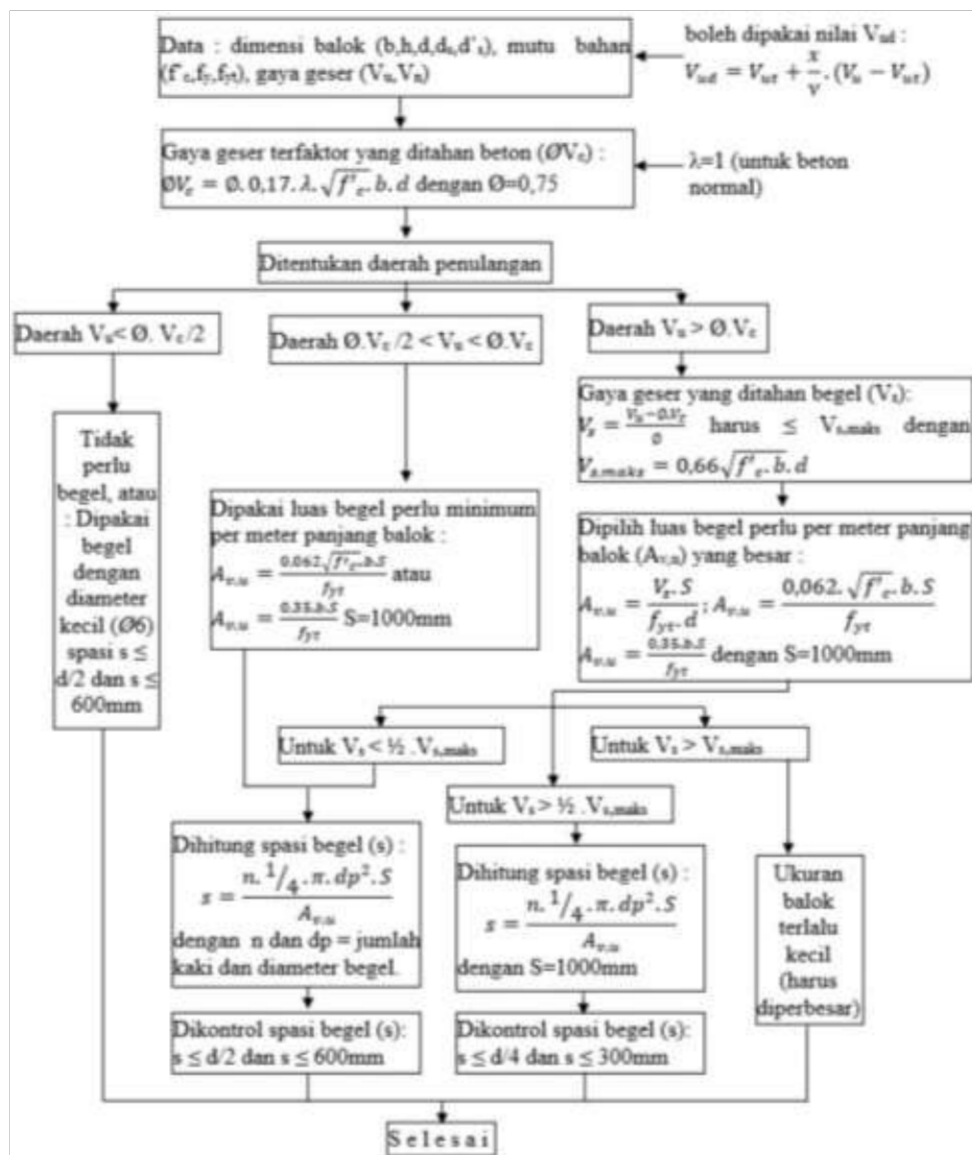 Data : dimensi balok (b,h,d,dₛ,d'ₛ), mutu bahan
(f'c,fy,fyt), gaya geser (Vu,Vn)
boleh dipakai nilai Vud :
Vud = Vut + x/y . (Vu − Vut)
Gaya geser terfaktor yang ditahan beton (ØVc) :
ØVc = Ø. 0,17. λ. √f'c. b. d dengan Ø=0,75
λ=1 (untuk beton
normal)
Ditentukan daerah penulangan
Daerah Vu< Ø. Vc/2
Daerah Ø.Vc/2 < Vu < Ø.Vc
Daerah Vu > Ø.Vc
Tidak
perlu
begel, atau
: Dipakai
begel
dengan
diameter
kecil (Ø6)
spasi s ≤
d/2 dan s ≤
600mm
Dipakai luas begel perlu minimum
per meter panjang balok :
Av.u = 0.062.√f'c.b.S / fyt atau
Av.u = 0.35.b.S / fyt S=1000mm
Gaya geser yang ditahan begel (Vs):
Vs = Vu−Ø.Vc / Ø harus ≤ Vs,maks dengan
Vs.maks = 0,66√f'c. b. d
Dipilih luas begel perlu per meter panjang
balok (Av,u) yang besar :
Av.u = Vs. S / fyt. d ; Av.u = 0,062. √f'c. b. S / fyt
Av.u = 0,35.b.S / fyt dengan S=1000mm
Untuk Vs < ½ .Vs,maks
Untuk Vs > Vs,maks
Untuk Vs > ½ .Vs,maks
Dihitung spasi begel (s) :
s = n. 1/4 . π. dp². S / Av.u
dengan n dan dp = jumlah
kaki dan diameter begel.
Dihitung spasi begel (s) :
s = n. 1/4 . π. dp². S / Av.u
dengan S=1000mm
Ukuran
balok
terlalu
kecil
(harus
diperbesar)
Dikontrol spasi begel (s):
s ≤ d/2 dan s ≤ 600mm
Dikontrol spasi begel (s):
s ≤ d/4 dan s ≤ 300mm
S e l e s a i